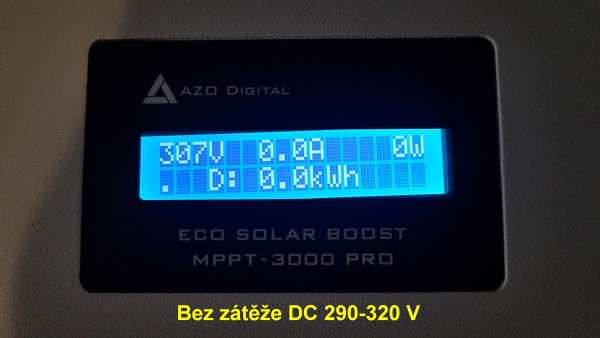 AZO DIGITAL
307V 0.0A 0W
. D: 0.0kWh
ECO SOLAR BOOST
MPPT-3000 PRO
Bez zátěže DC 290-320 V